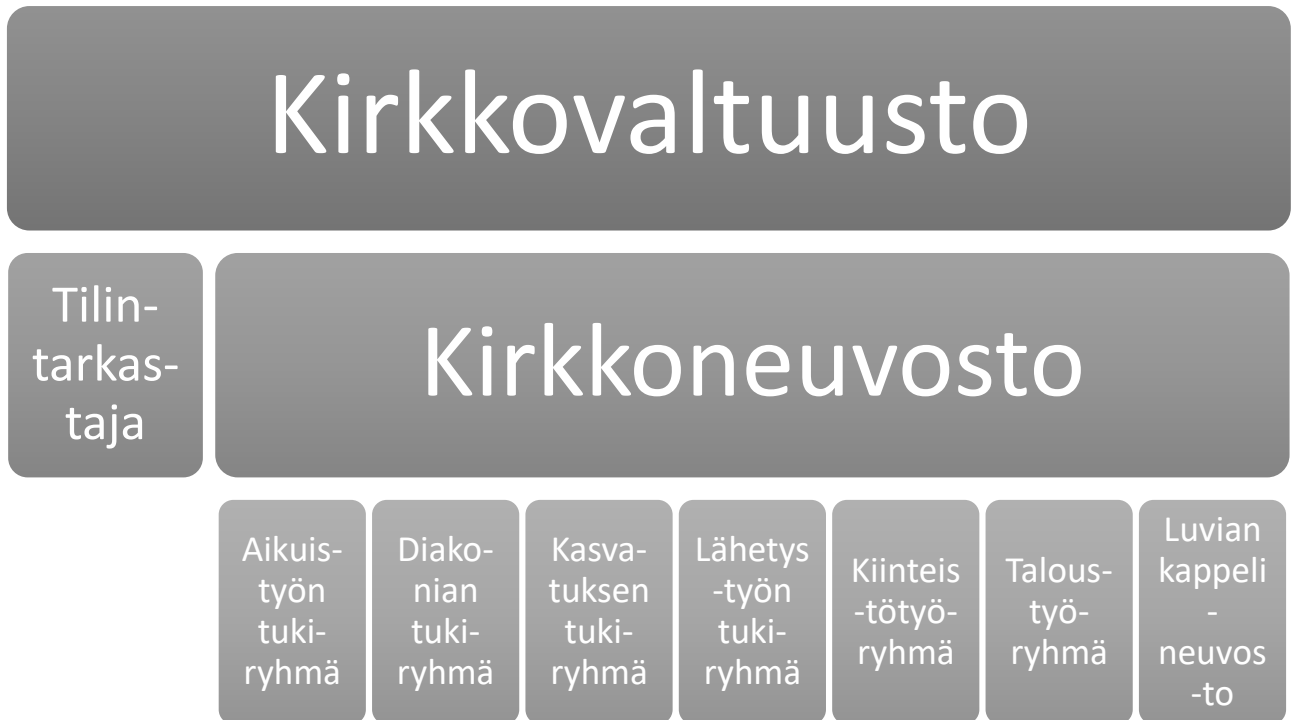 Kirkkovaltuusto
Tilin-
tarkas-
taja
Kirkkoneuvosto
Aikuis-
työn
tuki-
ryhmä
Diako-
nian
tuki-
ryhmä
Kasva-
tuksen
tuki-
ryhmä
Lähetys
-työn
tuki-
ryhmä
Kiinteis
-tötyö-
ryhmä
Talous-
työ-
ryhmä
Luvian
kappeli
-
neuvos
-to